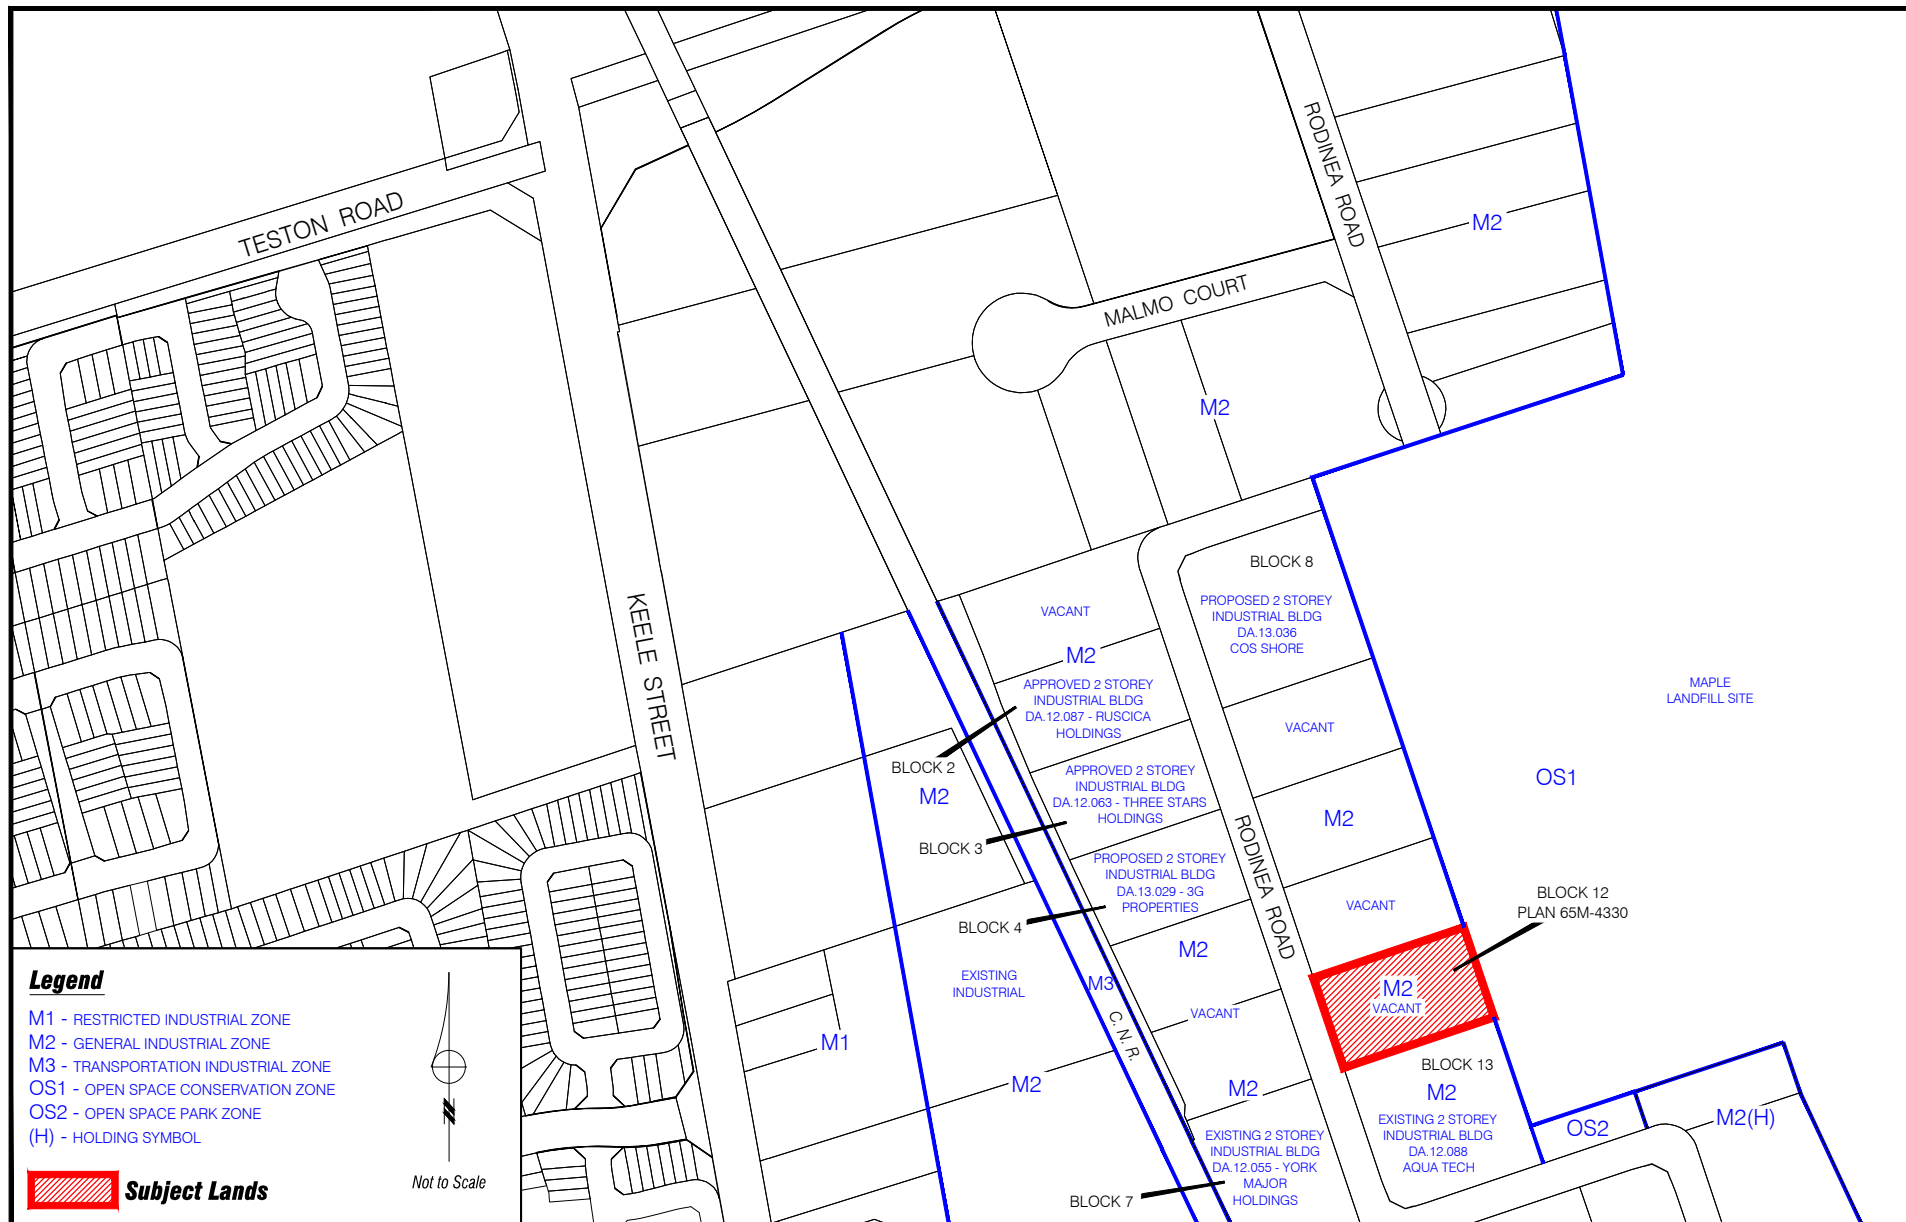 TESTON ROAD
RODINEA ROAD
M2
MALMO COURT
M2
KEELE STREET
BLOCK 8
PROPOSED 2 STOREY
INDUSTRIAL BLDG
DA.13.036
COS SHORE
VACANT
M2
APPROVED 2 STOREY
INDUSTRIAL BLDG
DA.12.087 - RUSCICA
HOLDINGS
MAPLE
LANDFILL SITE
VACANT
BLOCK 2
M2
APPROVED 2 STOREY
INDUSTRIAL BLDG
DA.12.063 - THREE STARS
HOLDINGS
OS1
M2
BLOCK 3
PROPOSED 2 STOREY
INDUSTRIAL BLDG
DA.13.029 - 3G
PROPERTIES
RODINEA ROAD
VACANT
BLOCK 12
PLAN 65M-4330
BLOCK 4
M2
EXISTING
INDUSTRIAL
M3
C. N. R.
VACANT
M2
VACANT
M1
M2
M2
BLOCK 13
M2
EXISTING 2 STOREY
INDUSTRIAL BLDG
DA.12.088
AQUA TECH
OS2
M2(H)
EXISTING 2 STOREY
INDUSTRIAL BLDG
DA.12.055 - YORK
MAJOR
HOLDINGS
BLOCK 7
Legend
M1 - RESTRICTED INDUSTRIAL ZONE
M2 - GENERAL INDUSTRIAL ZONE
M3 - TRANSPORTATION INDUSTRIAL ZONE
OS1 - OPEN SPACE CONSERVATION ZONE
OS2 - OPEN SPACE PARK ZONE
(H) - HOLDING SYMBOL
Subject Lands
N
Not to Scale